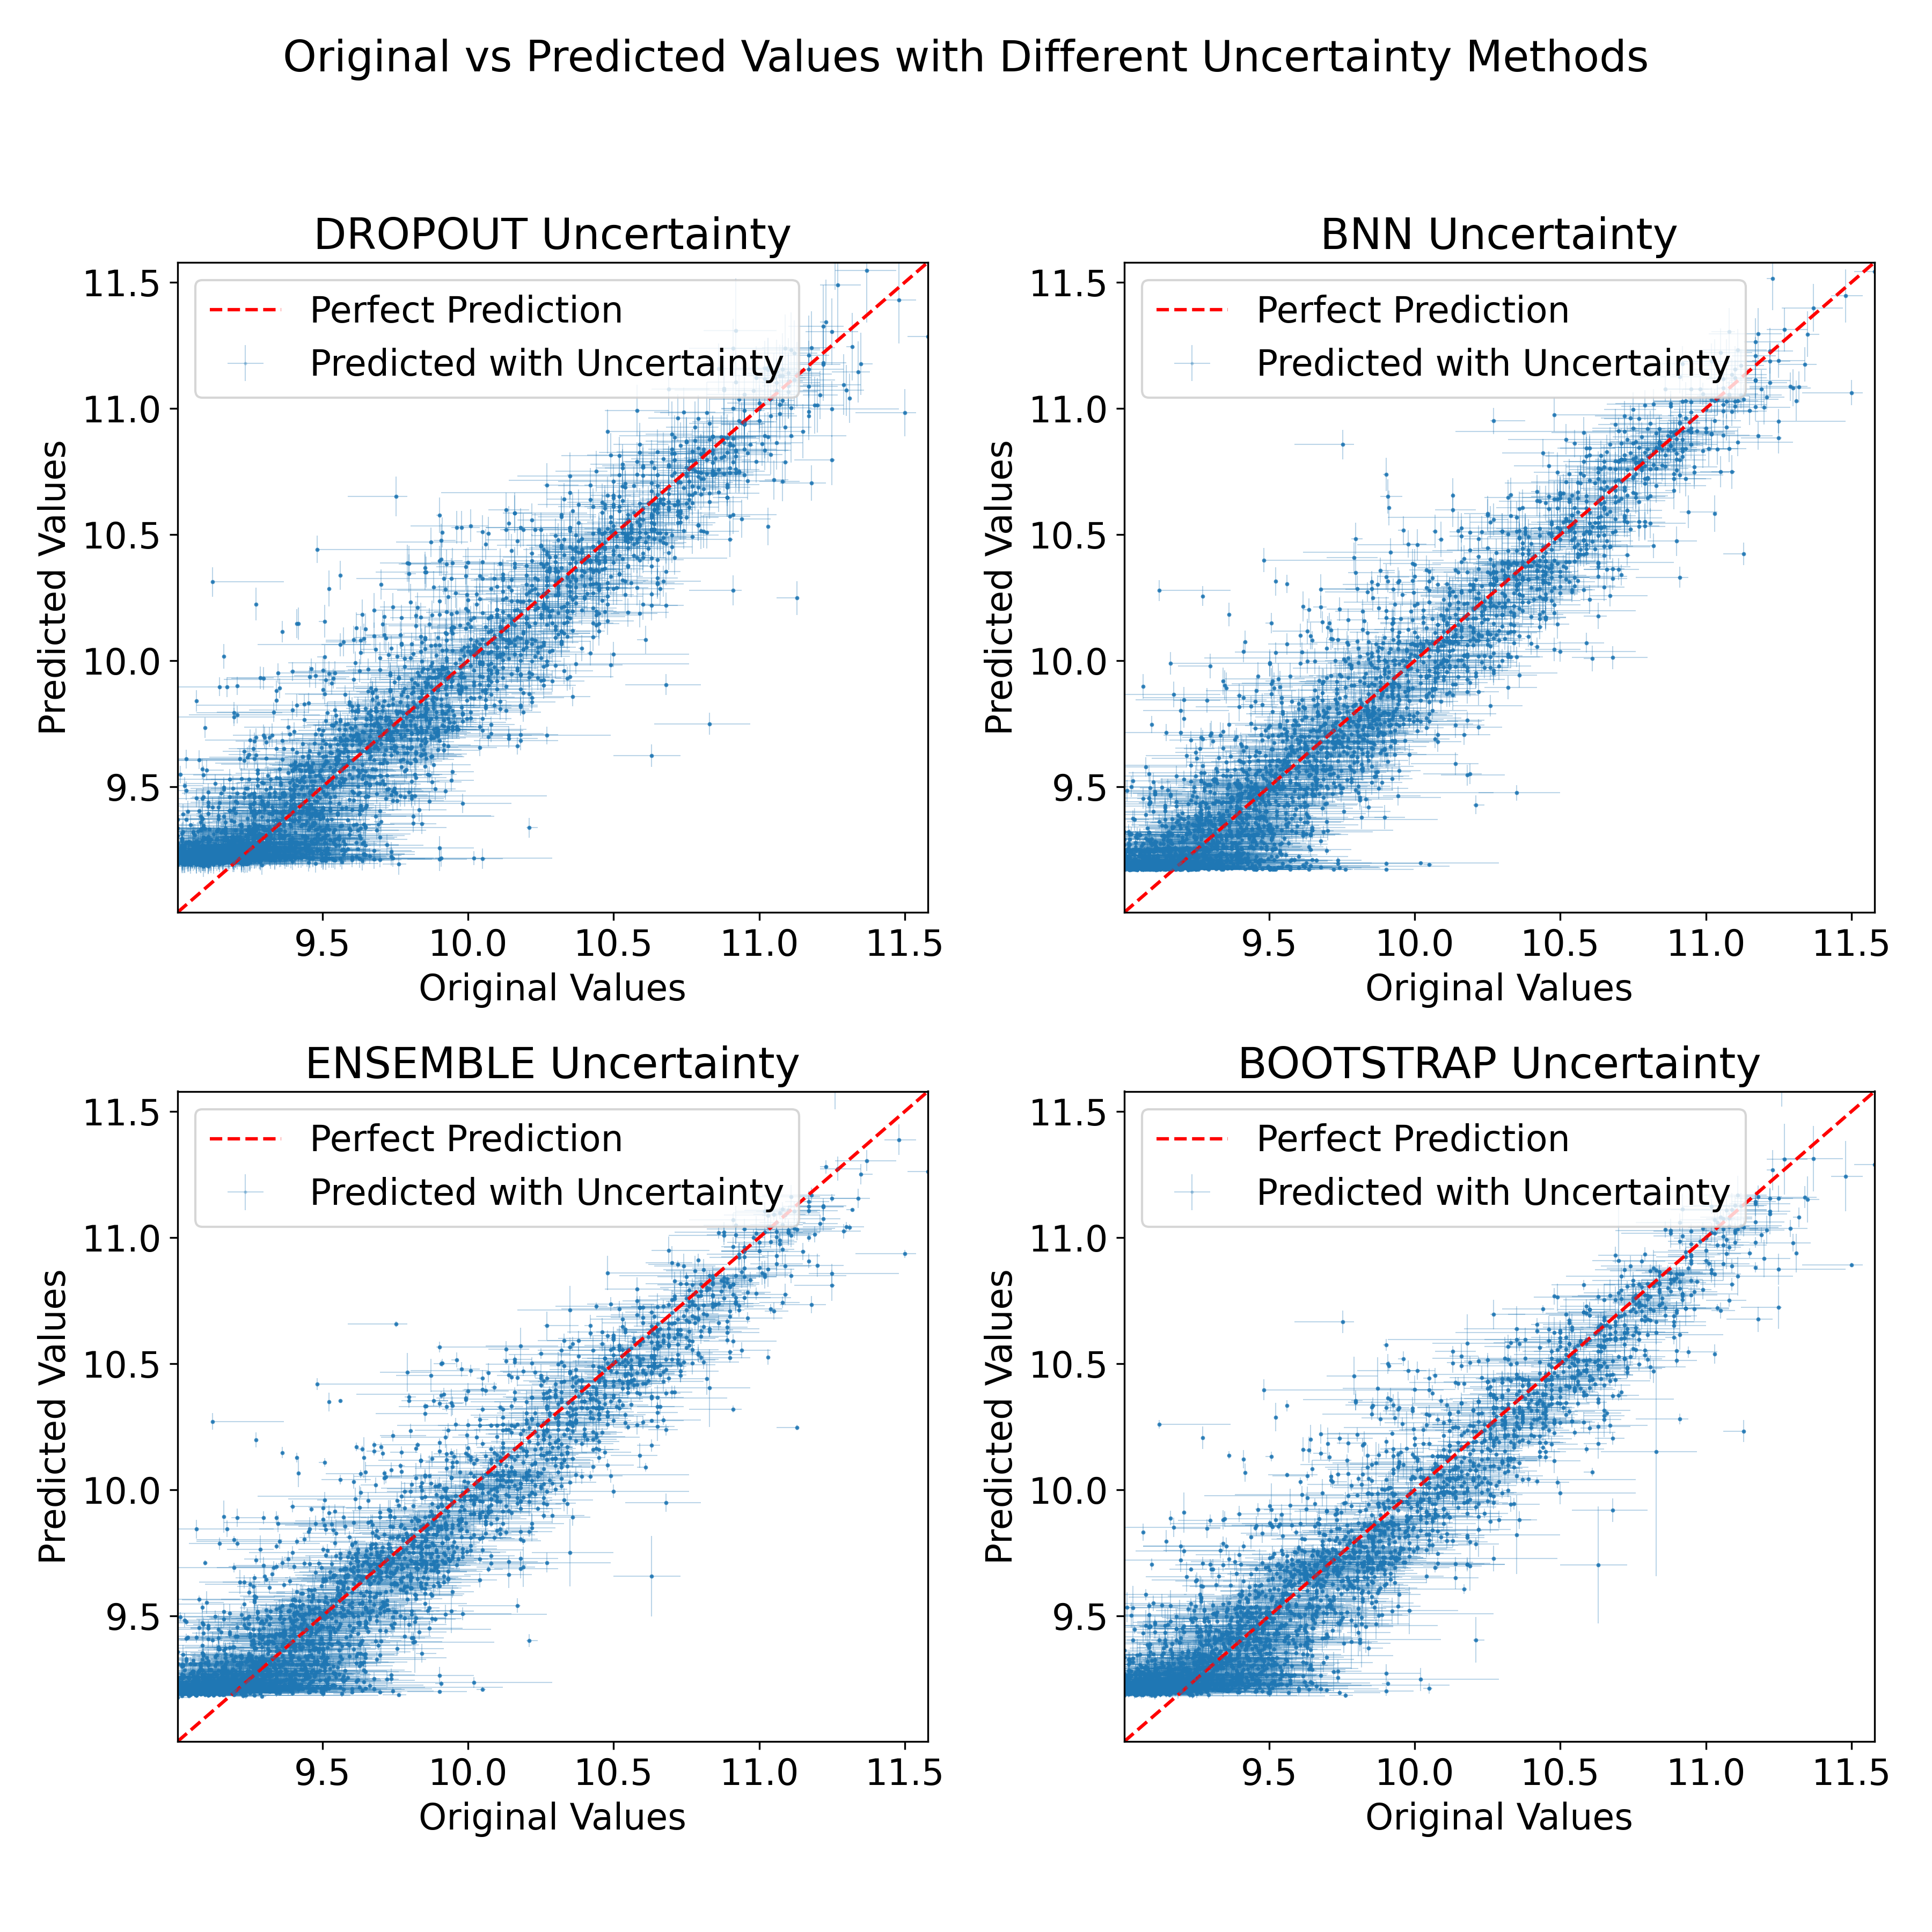 Original vs Predicted Values with Different Uncertainty Methods
DROPOUT Uncertainty
Perfect Prediction
Predicted with Uncertainty
11.5
11.0
10.5
10.0
9.5
Predicted Values
9.5 10.0 10.5 11.0 11.5
Original Values
BNN Uncertainty
Perfect Prediction
Predicted with Uncertainty
11.5
11.0
10.5
10.0
9.5
Predicted Values
9.5 10.0 10.5 11.0 11.5
Original Values
ENSEMBLE Uncertainty
Perfect Prediction
Predicted with Uncertainty
11.5
11.0
10.5
10.0
9.5
Predicted Values
9.5 10.0 10.5 11.0 11.5
Original Values
BOOTSTRAP Uncertainty
Perfect Prediction
Predicted with Uncertainty
11.5
11.0
10.5
10.0
9.5
Predicted Values
9.5 10.0 10.5 11.0 11.5
Original Values